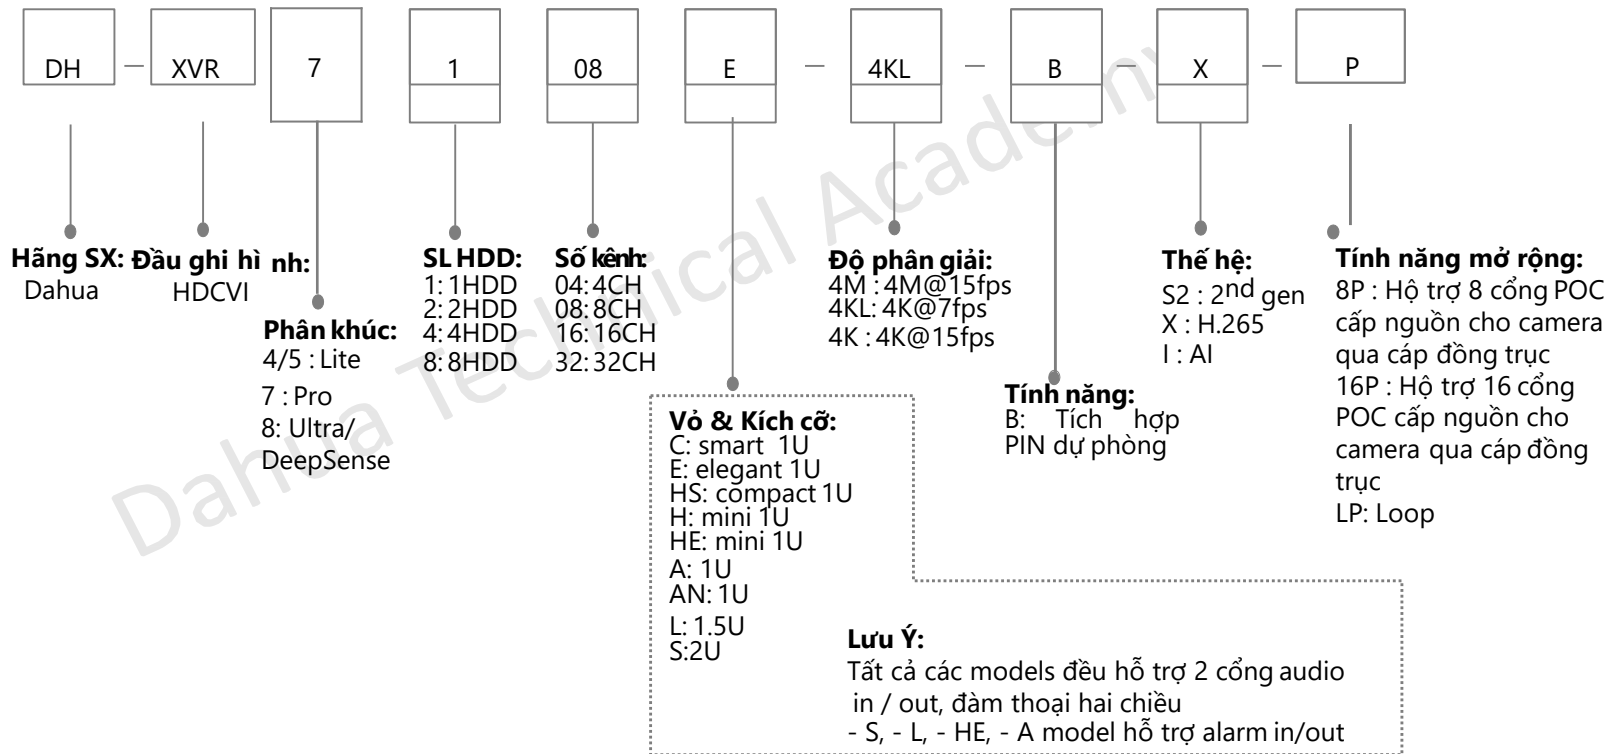 DH — XVR 7 1 08 E — 4KL — B — X — P
Hãng SX:
Dahua
Đầu ghi hì nh:
HDCVI
Phân khúc:
4/5 : Lite
7 : Pro
8: Ultra/
DeepSense
SL HDD:
1: 1HDD
2: 2HDD
4: 4HDD
8: 8HDD
Số kênh:
04: 4CH
08: 8CH
16: 16CH
32: 32CH
Vỏ & Kích cỡ:
C: smart 1U
E: elegant 1U
HS: compact 1U
H: mini 1U
HE: mini 1U
A: 1U
AN: 1U
L: 1.5U
S:2U
Độ phân giải:
4M : 4M@15fps
4KL: 4K@7fps
4K : 4K@15fps
Tính năng:
B: Tích hợp
PIN dự phòng
Thế hệ:
S2 : 2nd gen
X : H.265
I : AI
Tính năng mở rộng:
8P : Hộ trợ 8 cổng POC
cấp nguồn cho camera
qua cáp đồng trục
16P : Hộ trợ 16 cổng
POC cấp nguồn cho
camera qua cáp đồng
trục
LP: Loop
Lưu Ý:
Tất cả các models đều hỗ trợ 2 cổng audio
in / out, đàm thoại hai chiều
- S, - L, - HE, - A model hỗ trợ alarm in/out
Dahua Technical Academy